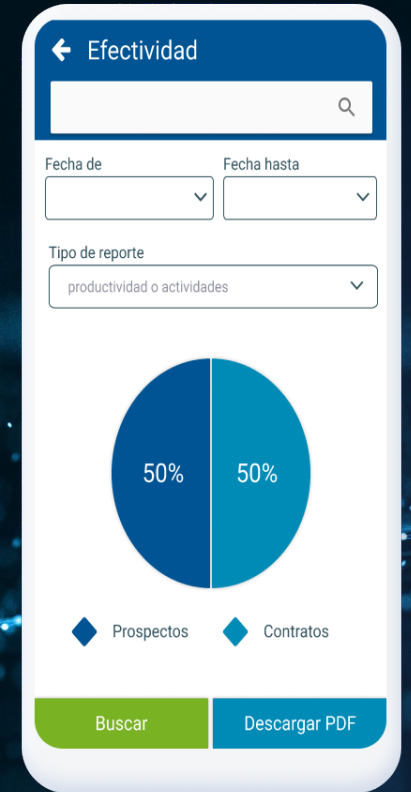 Efectividad
Fecha de Fecha hasta
Tipo de reporte
productividad o actividades
50% 50%
Prospectos Contratos
Buscar Descargar PDF